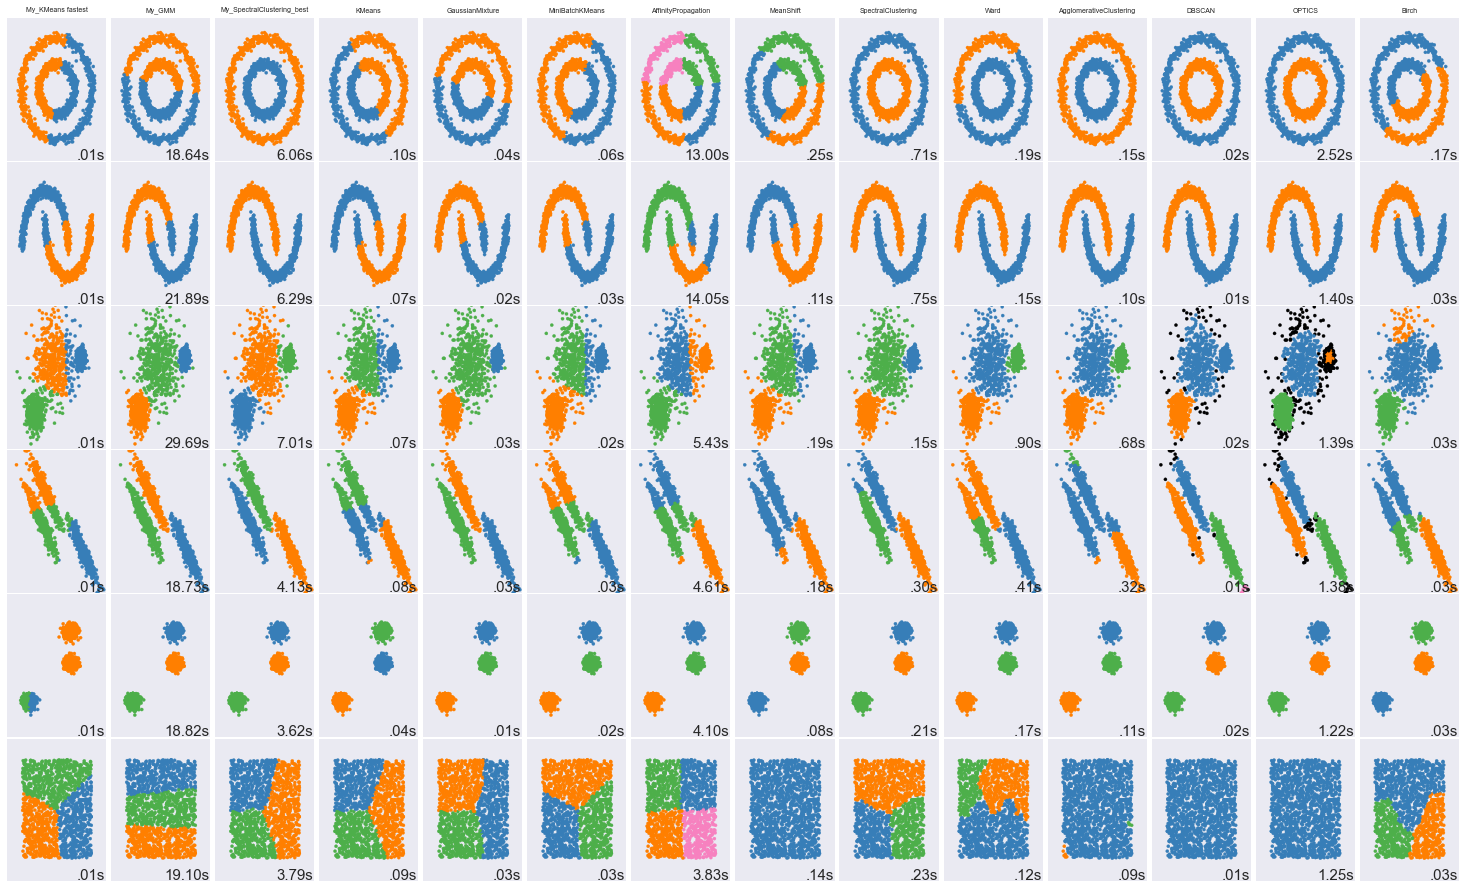 My_KMeans fastest My_GMM My_SpectralClustering_best KMeans GaussianMixture MiniBatchKMeans AffinityPropagation MeanShift SpectralClustering Ward AgglomerativeClustering DBSCAN OPTICS Birch
.01s 18.64s 6.06s .10s .04s .06s 13.00s .25s .71s .19s .15s .02s 2.52s .17s
.01s 21.89s 6.29s .07s .02s .03s 14.05s .11s .75s .15s .10s .01s 1.40s .03s
.01s 29.69s 7.01s .07s .03s .02s 5.43s .19s .15s .90s .68s .02s 1.39s .03s
.01s 18.73s 4.13s .08s .03s .03s 4.61s .18s .30s .41s .32s .01s 1.38s .03s
.01s 18.82s 3.62s .04s .01s .02s 4.10s .08s .21s .17s .11s .02s 1.22s .03s
.01s 19.10s 3.79s .09s .03s .03s 3.83s .14s .23s .12s .09s .01s 1.25s .03s